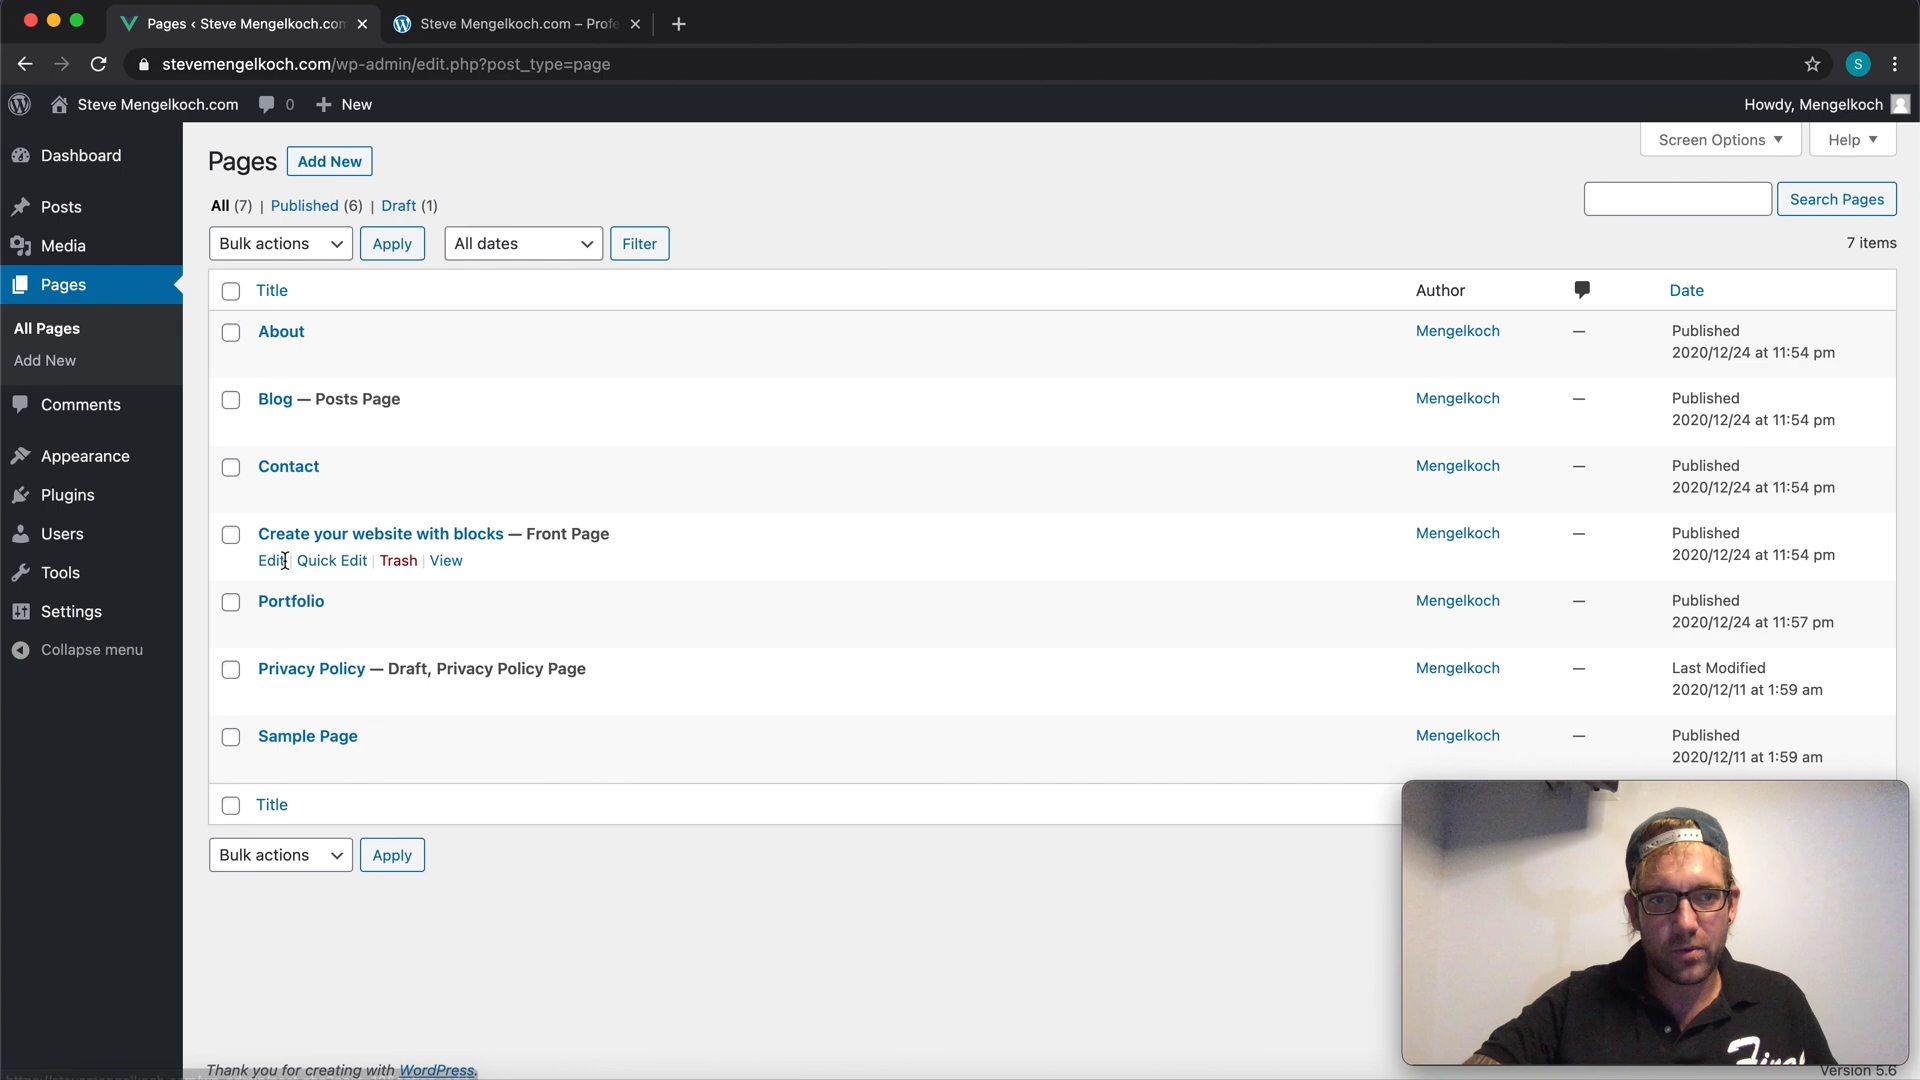 Pages ‹ Steve Mengelkoch.com
Steve Mengelkoch.com – Profe
stevemengelkoch.com/wp-admin/edit.php?post_type=page
S
Steve Mengelkoch.com
0
New
Howdy, Mengelkoch
Dashboard
Posts
Media
Pages
All Pages
Add New
Comments
Appearance
Plugins
Users
Tools
Settings
Collapse menu
Screen Options
Help
Pages
Add New
All (7) | Published (6) | Draft (1)
Search Pages
Bulk actions
Apply
All dates
Filter
7 items
Title
Author
Date
About
Mengelkoch
—
Published
2020/12/24 at 11:54 pm
Blog — Posts Page
Mengelkoch
—
Published
2020/12/24 at 11:54 pm
Contact
Mengelkoch
—
Published
2020/12/24 at 11:54 pm
Create your website with blocks — Front Page
Edit | Quick Edit | Trash | View
Mengelkoch
—
Published
2020/12/24 at 11:54 pm
Portfolio
Mengelkoch
—
Published
2020/12/24 at 11:57 pm
Privacy Policy — Draft, Privacy Policy Page
Mengelkoch
—
Last Modified
2020/12/11 at 1:59 am
Sample Page
Mengelkoch
—
Published
2020/12/11 at 1:59 am
Title
Bulk actions
Apply
Thank you for creating with WordPress.
Version 5.6